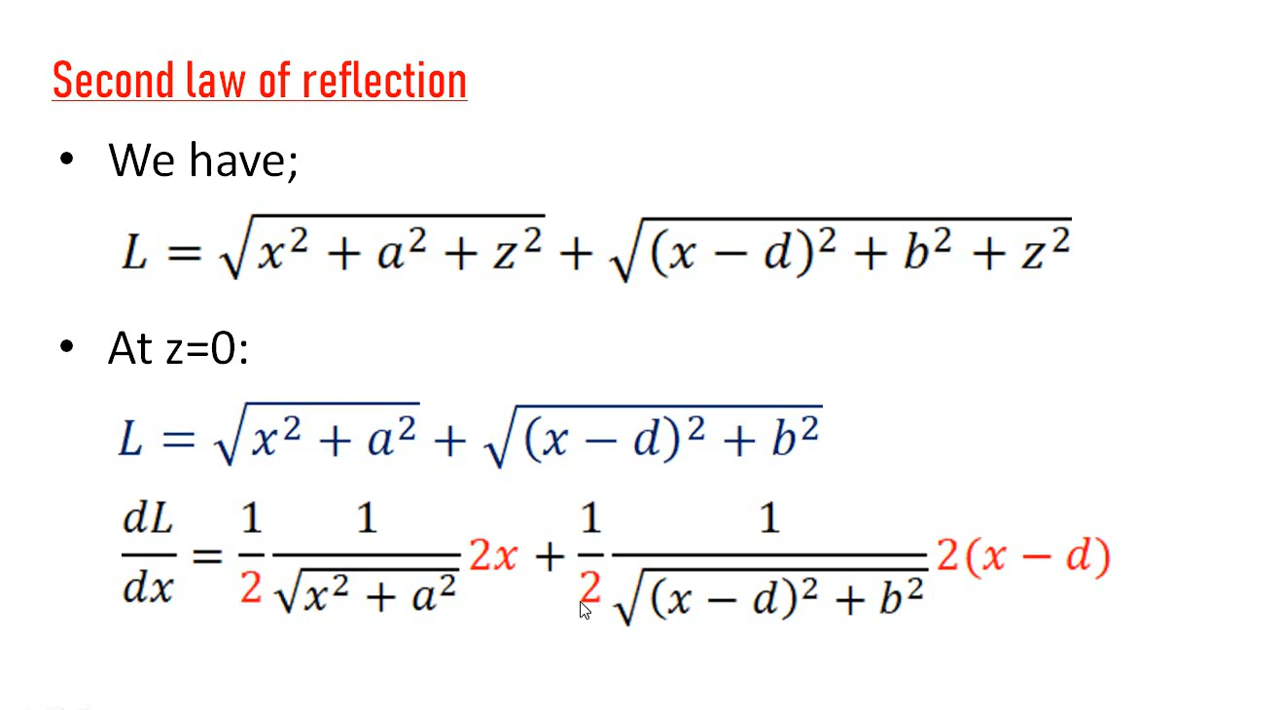 Second law of reflection
• We have;
L = √(x² + a² + z²) + √((x − d)² + b² + z²)
• At z=0:
L = √(x² + a²) + √((x − d)² + b²)
dL/dx = 1/2 1/√(x² + a²) 2x + 1/2 1/√((x − d)² + b²) 2(x − d)